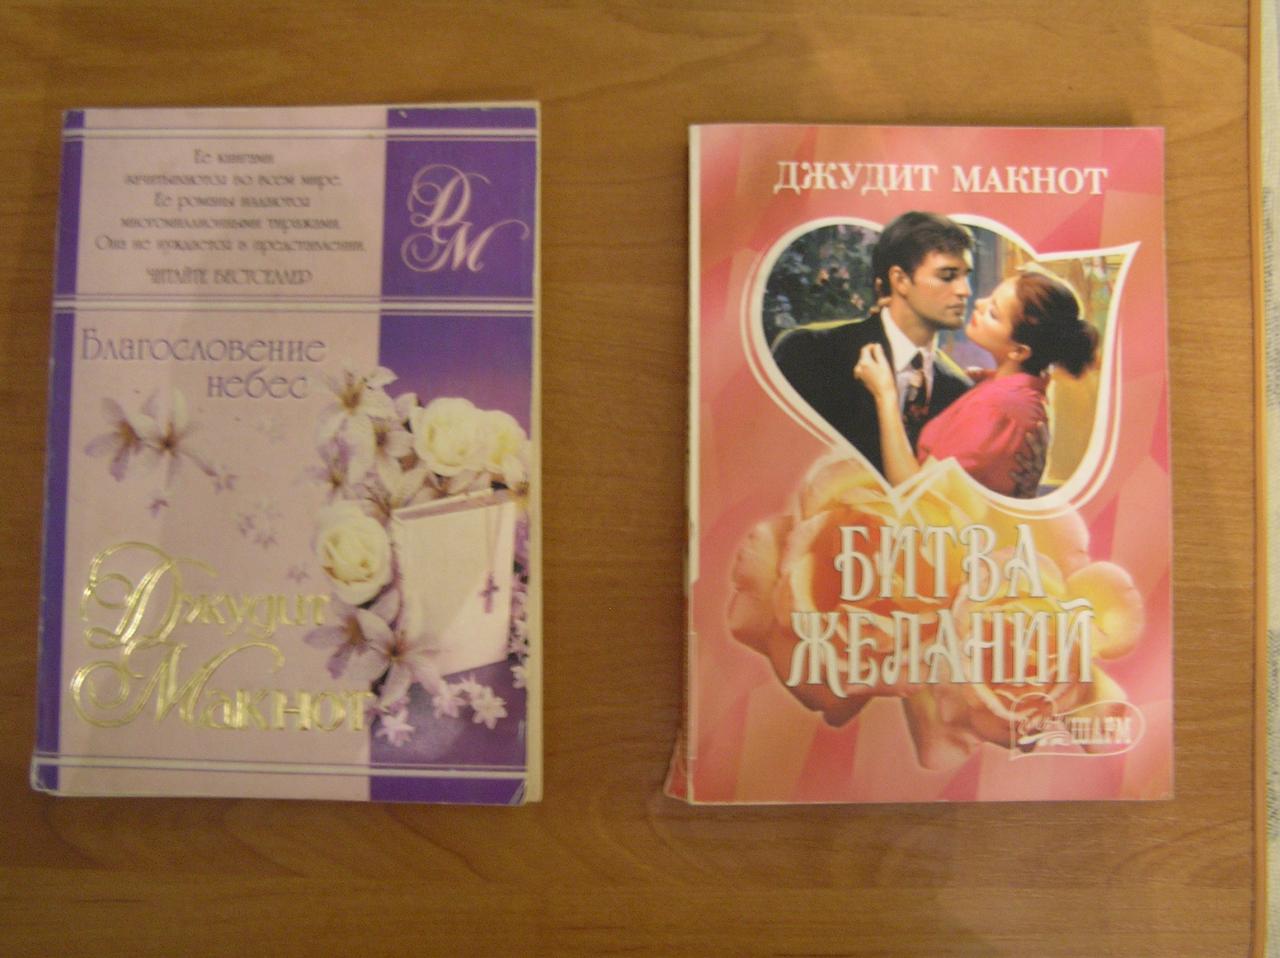 Ее книгами
зачитываются во всем мире.
Ее романы издаются
многомиллионными тиражами.
Она не нуждается в представлении.
ЧИТАЙТЕ БЕСТСЕЛЛЕР
ДМ
Благословение
небес
Джудит
Макнот
ДЖУДИТ МАКНОТ
БИТВА
ЖЕЛАНИЙ
ШАРМ